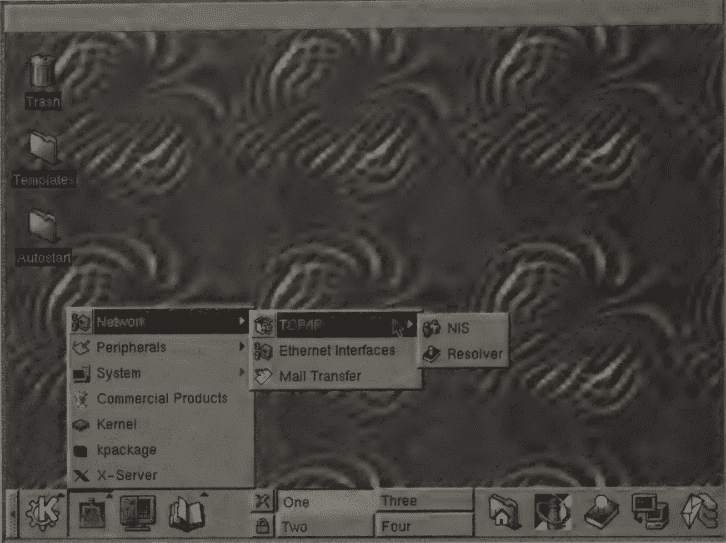 Trash
Templates
Autostart
Network
TCP/IP
NIS
Peripherals
Ethernet Interfaces
Resolver
System
Mail Transfer
Commercial Products
Kernel
kpackage
X-Server
One
Three
Two
Four